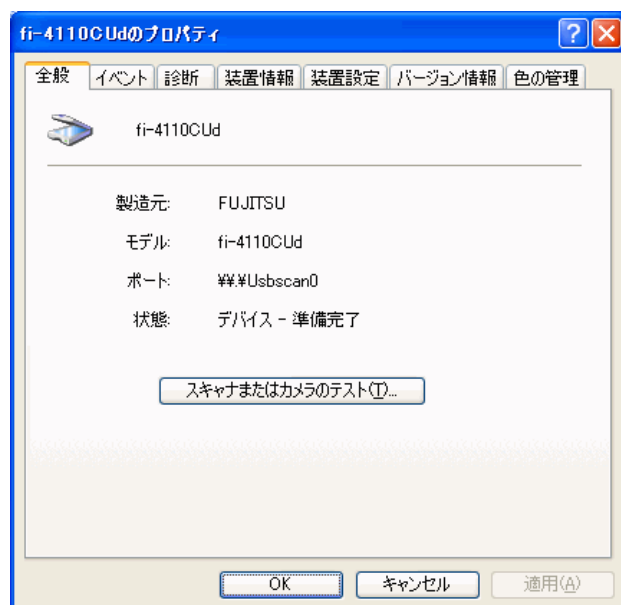 fi-4110CUdのプロパティ
全般 イベント 診断 装置情報 装置設定 バージョン情報 色の管理
fi-4110CUd
製造元: FUJITSU
モデル: fi-4110CUd
ポート: ¥¥.¥Usbscan0
状態: デバイス - 準備完了
スキャナまたはカメラのテスト(T)...
OK キャンセル 適用(A)